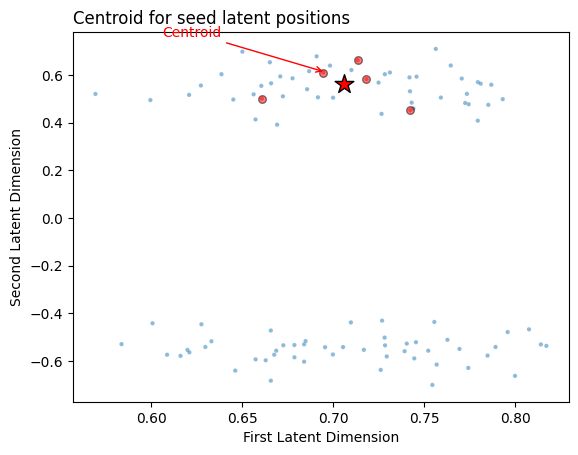 Centroid for seed latent positions
Centroid
0.6
0.4
0.2
0.0
−0.2
−0.4
−0.6
Second Latent Dimension
0.60 0.65 0.70 0.75 0.80
First Latent Dimension